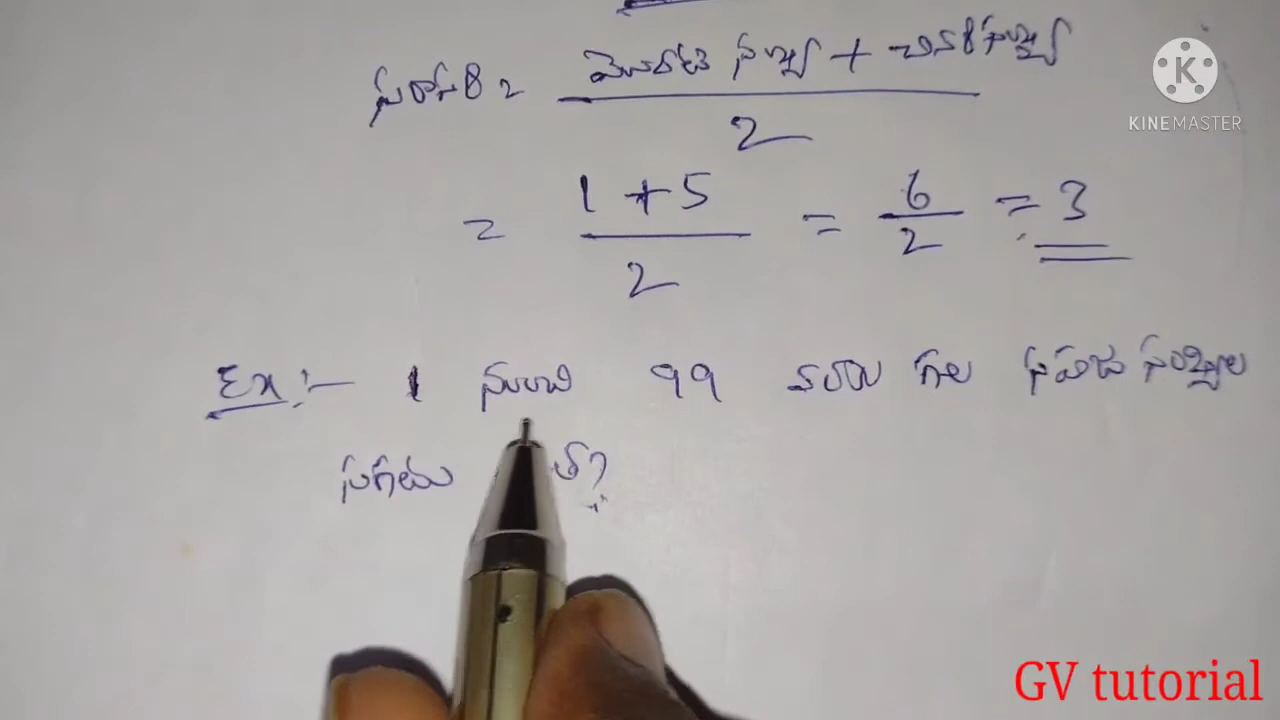 సరాసరి = మొదటి సంఖ్య + చివరి సంఖ్య
2
= 1 + 5 = 6 = 3
2 2
Ex:- 1 నుండి 99 వరకు గల సహజ సంఖ్యల
సగటు
KINEMASTER
GV tutorial